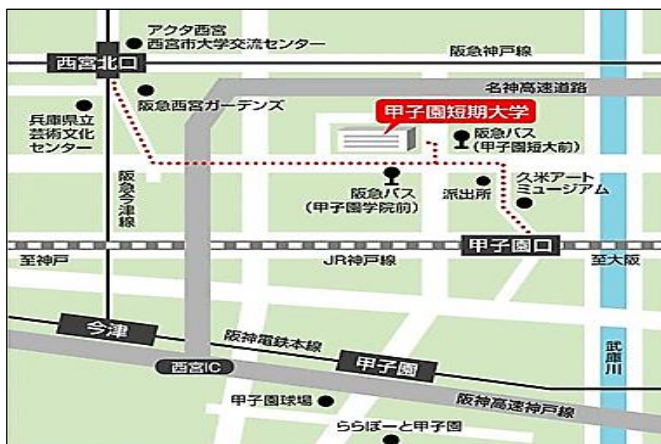 アクタ西宮
西宮市大学交流センター
阪急神戸線
西宮北口
名神高速道路
阪急西宮ガーデンズ
甲子園短期大学
兵庫県立
芸術文化
センター
阪急バス
(甲子園短大前)
阪急今津線
阪急バス
(甲子園学院前)
派出所
久米アート
ミュージアム
甲子園口
至神戸
JR神戸線
至大阪
今津
阪神電鉄本線
甲子園
武庫川
西宮IC
阪神高速神戸線
甲子園球場
ららぽーと甲子園